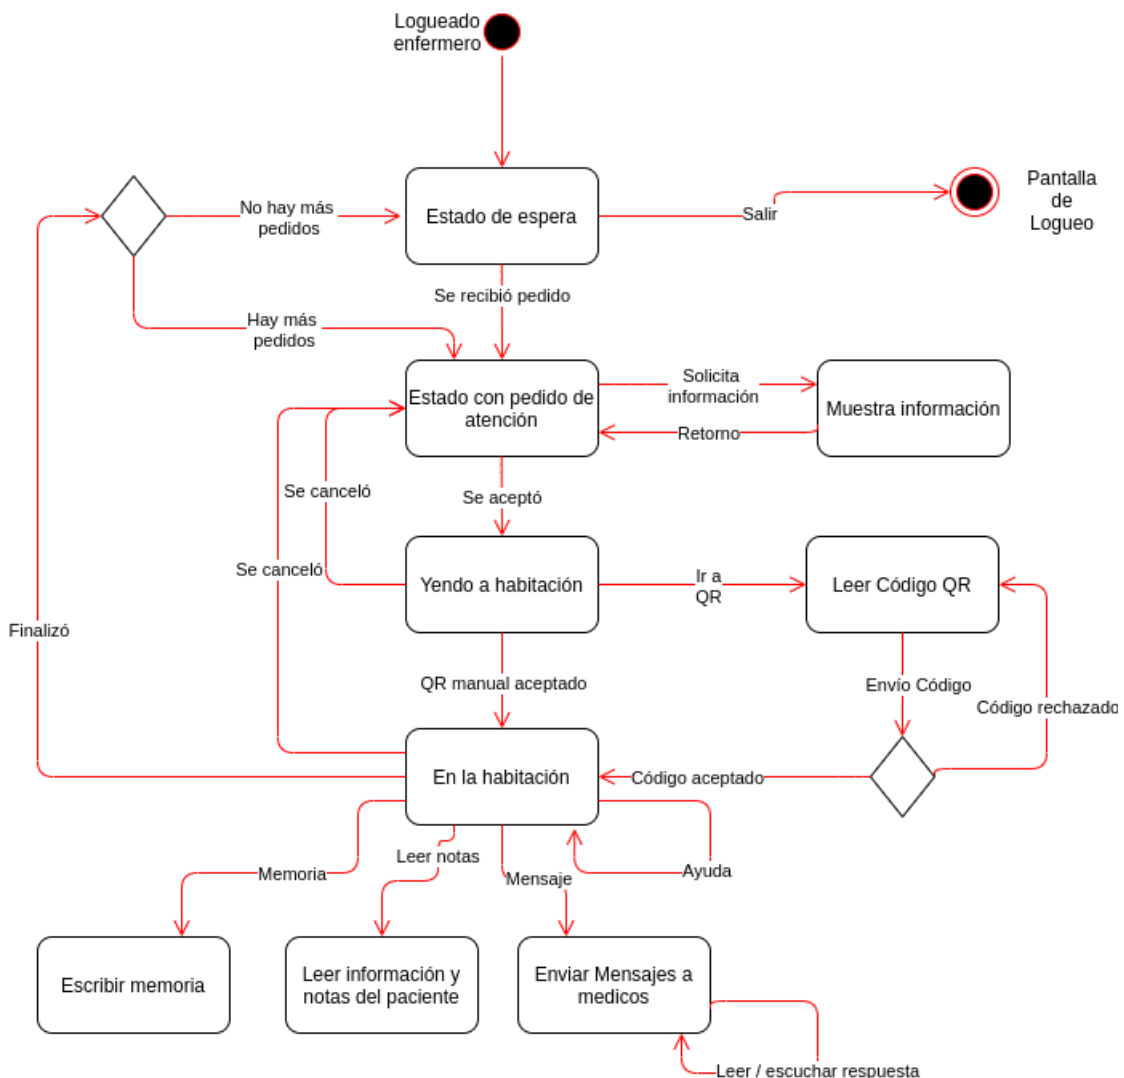 Logueado
enfermero
Pantalla
de
Logueo
No hay más
pedidos
Estado de espera
Salir
Se recibió pedido
Hay más
pedidos
Estado con pedido de
atención
Solicita
información
Muestra información
Retorno
Se canceló
Se aceptó
Se canceló
Yendo a habitación
Ir a
QR
Leer Código QR
Finalizó
QR manual aceptado
Envío Código
Código rechazado
En la habitación
Código aceptado
Leer notas
Memoria
Mensaje
Ayuda
Escribir memoria
Leer información y
notas del paciente
Enviar Mensajes a
medicos
Leer / escuchar respuesta